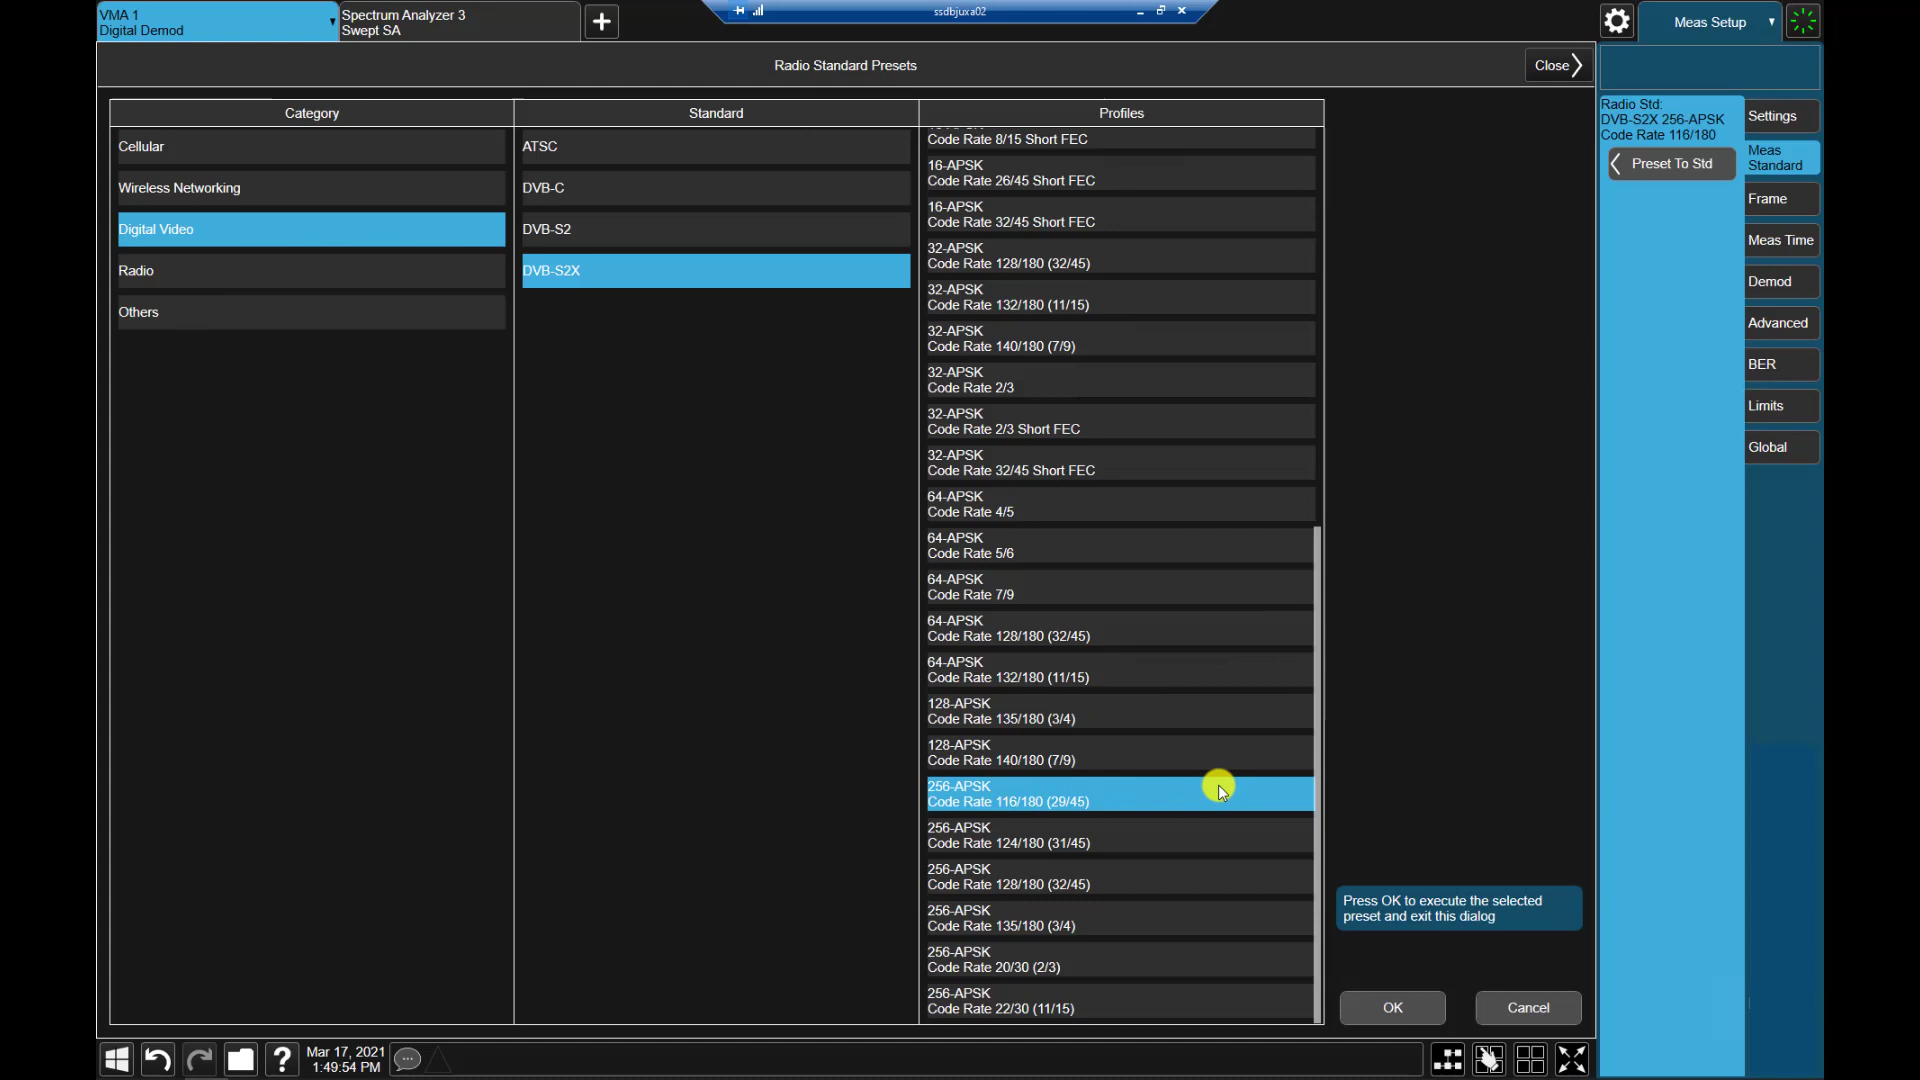 VMA 1
Digital Demod
Spectrum Analyzer 3
Swept SA
ssdbjuxa02
Meas Setup
Radio Standard Presets
Close
Category
Standard
Profiles
Cellular
Wireless Networking
Digital Video
Radio
Others
ATSC
DVB-C
DVB-S2
DVB-S2X
Code Rate 8/15 Short FEC
16-APSK
Code Rate 26/45 Short FEC
16-APSK
Code Rate 32/45 Short FEC
32-APSK
Code Rate 128/180 (32/45)
32-APSK
Code Rate 132/180 (11/15)
32-APSK
Code Rate 140/180 (7/9)
32-APSK
Code Rate 2/3
32-APSK
Code Rate 2/3 Short FEC
32-APSK
Code Rate 32/45 Short FEC
64-APSK
Code Rate 4/5
64-APSK
Code Rate 5/6
64-APSK
Code Rate 7/9
64-APSK
Code Rate 128/180 (32/45)
64-APSK
Code Rate 132/180 (11/15)
128-APSK
Code Rate 135/180 (3/4)
128-APSK
Code Rate 140/180 (7/9)
256-APSK
Code Rate 116/180 (29/45)
256-APSK
Code Rate 124/180 (31/45)
256-APSK
Code Rate 128/180 (32/45)
256-APSK
Code Rate 135/180 (3/4)
256-APSK
Code Rate 20/30 (2/3)
256-APSK
Code Rate 22/30 (11/15)
Press OK to execute the selected
preset and exit this dialog
OK
Cancel
Radio Std:
DVB-S2X 256-APSK
Code Rate 116/180
Preset To Std
Settings
Meas
Standard
Frame
Meas Time
Demod
Advanced
BER
Limits
Global
Mar 17, 2021
1:49:54 PM